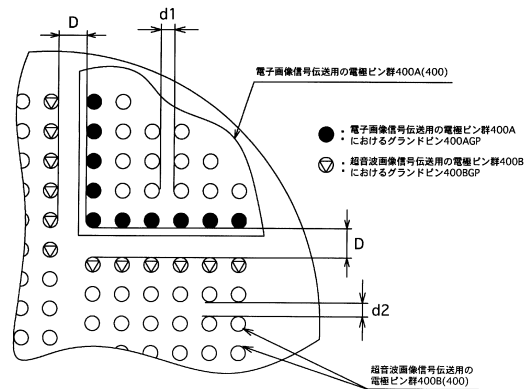 D
d1
電子画像信号伝送用の電極ピン群400A(400)
● ・電子画像信号伝送用の電極ピン群400A
におけるグランドピン400AGP
・超音波画像信号伝送用の電極ピン群400B
におけるグランドピン400BGP
D
d2
超音波画像信号伝送用の
電極ピン群400B(400)